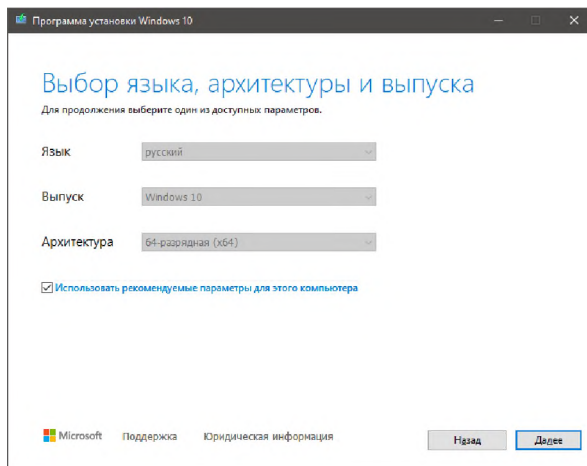 Программа установки Windows 10
Выбор языка, архитектуры и выпуска
Для продолжения выберите один из доступных параметров.
Язык русский
Выпуск Windows 10
Архитектура 64-разрядная (x64)
Использовать рекомендуемые параметры для этого компьютера
Microsoft Поддержка Юридическая информация Назад Далее